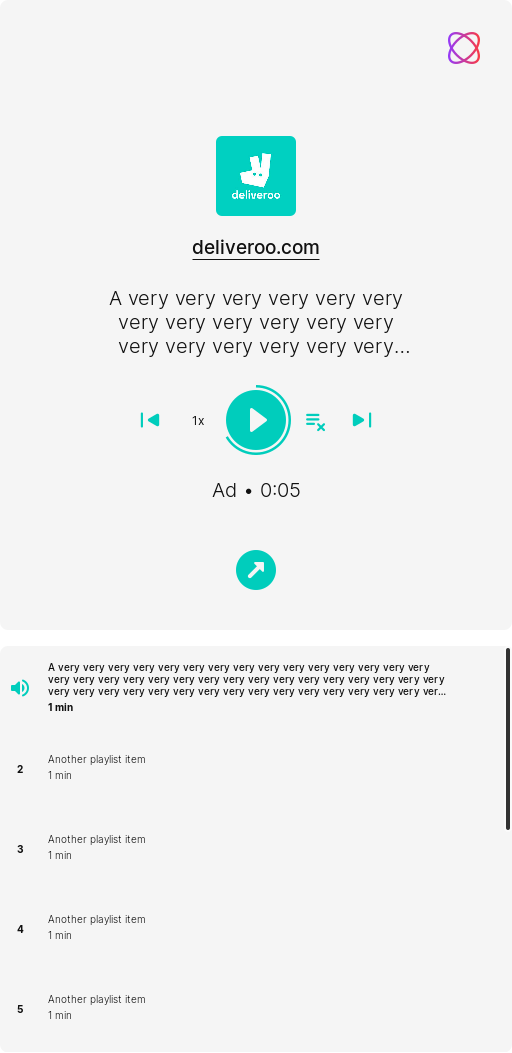 deliveroo
deliveroo.com
A very very very very very very
very very very very very very
very very very very very very...
1x
Ad • 0:05
A very very very very very very very very very very very very very very very
very very very very very very very very very very very very very very very very
very very very very very very very very very very very very very very very ver...
1 min
2
Another playlist item
1 min
3
Another playlist item
1 min
4
Another playlist item
1 min
5
Another playlist item
1 min